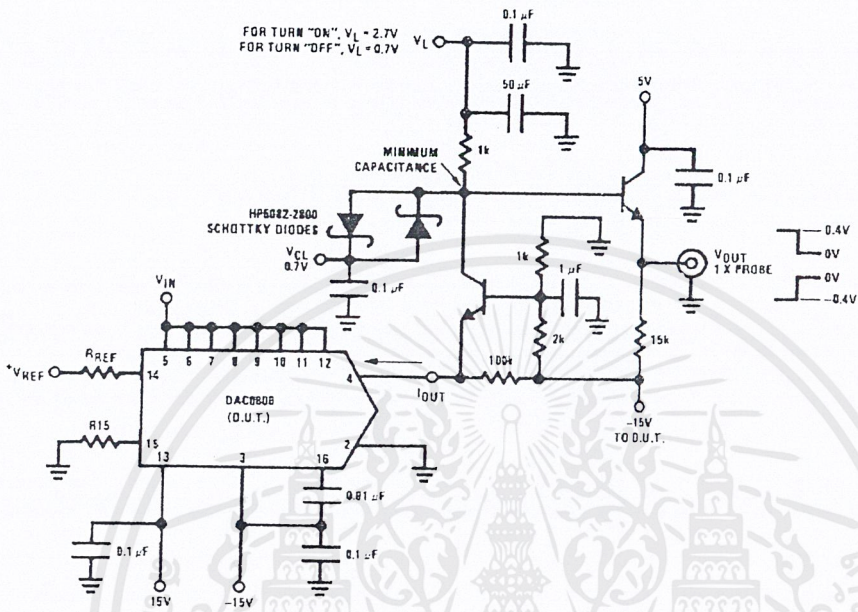 FOR TURN "ON", VL = 2.7V
FOR TURN "OFF", VL = 0.7V
VL
0.1 µF
50 µF
5V
1k
MINIMUM
CAPACITANCE
0.1 µF
HP5082-2800
SCHOTTKY DIODES
VCL
0.7V
0.1 µF
1k
1 µF
2k
VOUT
1 X PROBE
0.4V
0V
0V
-0.4V
15k
100k
IOUT
-15V
TO D.U.T.
VIN
5 6 7 8 9 10 11 12
+VREF
RREF
14
4
DAC0808
(D.U.T.)
R15
15
2
13
3
16
0.01 µF
0.1 µF
0.1 µF
15V
-15V